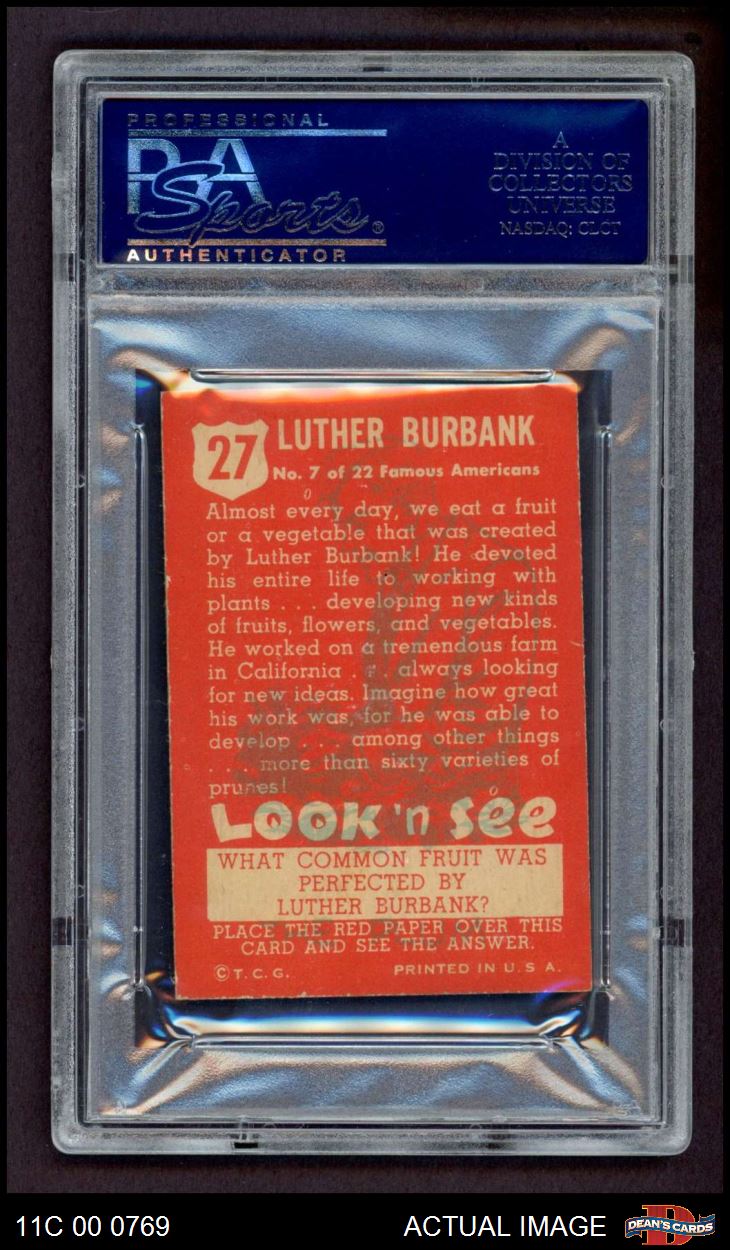 PROFESSIONAL
PSA
Sports®
AUTHENTICATOR
A
DIVISION OF
COLLECTORS
UNIVERSE
NASDAQ: CLCT
27
LUTHER BURBANK
No. 7 of 22 Famous Americans
Almost every day, we eat a fruit
or a vegetable that was created
by Luther Burbank! He devoted
his entire life to working with
plants . . . developing new kinds
of fruits, flowers, and vegetables.
He worked on a tremendous farm
in California . . . always looking
for new ideas. Imagine how great
his work was, for he was able to
develop . . . among other things
. . . more than sixty varieties of
prunes!
LOOK 'n SEE
WHAT COMMON FRUIT WAS
PERFECTED BY
LUTHER BURBANK?
PLACE THE RED PAPER OVER THIS
CARD AND SEE THE ANSWER.
© T. C. G.
PRINTED IN U. S. A.
11C 00 0769
ACTUAL IMAGE
D
DEAN'S CARDS